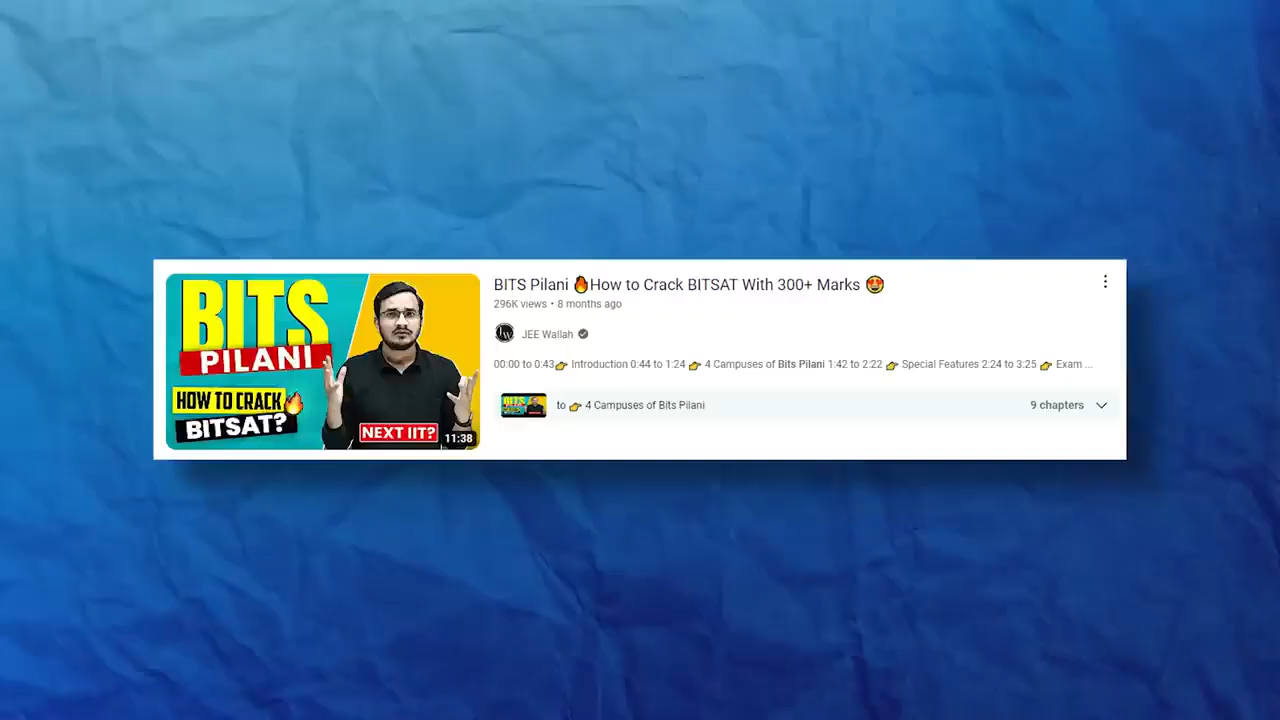 BITS
PILANI
HOW TO CRACK🔥
BITSAT?
NEXT IIT?
11:38
BITS Pilani 🔥How to Crack BITSAT With 300+ Marks 😍
296K views • 8 months ago
JEE Wallah
00:00 to 0:43👉 Introduction 0:44 to 1:24 👉 4 Campuses of Bits Pilani 1:42 to 2:22 👉 Special Features 2:24 to 3:25 👉 Exam ...
to 👉 4 Campuses of Bits Pilani
9 chapters